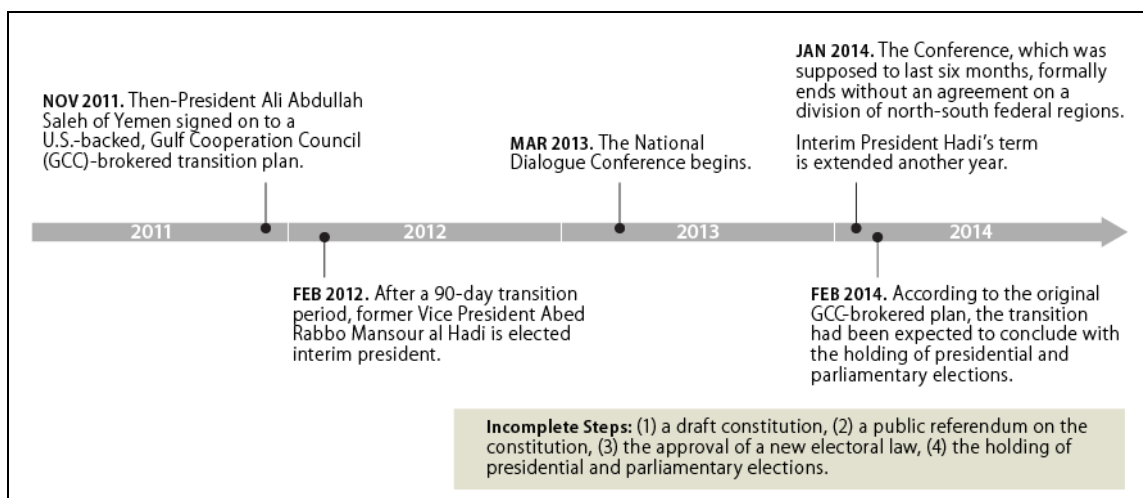 NOV 2011. Then-President Ali Abdullah
Saleh of Yemen signed on to a
U.S.-backed, Gulf Cooperation Council
(GCC)-brokered transition plan.
MAR 2013. The National
Dialogue Conference begins.
JAN 2014. The Conference, which was
supposed to last six months, formally
ends without an agreement on a
division of north-south federal regions.
Interim President Hadi's term
is extended another year.
2011
2012
2013
2014
FEB 2012. After a 90-day transition
period, former Vice President Abed
Rabbo Mansour al Hadi is elected
interim president.
FEB 2014. According to the original
GCC-brokered plan, the transition
had been expected to conclude with
the holding of presidential and
parliamentary elections.
Incomplete Steps: (1) a draft constitution, (2) a public referendum on the
constitution, (3) the approval of a new electoral law, (4) the holding of
presidential and parliamentary elections.